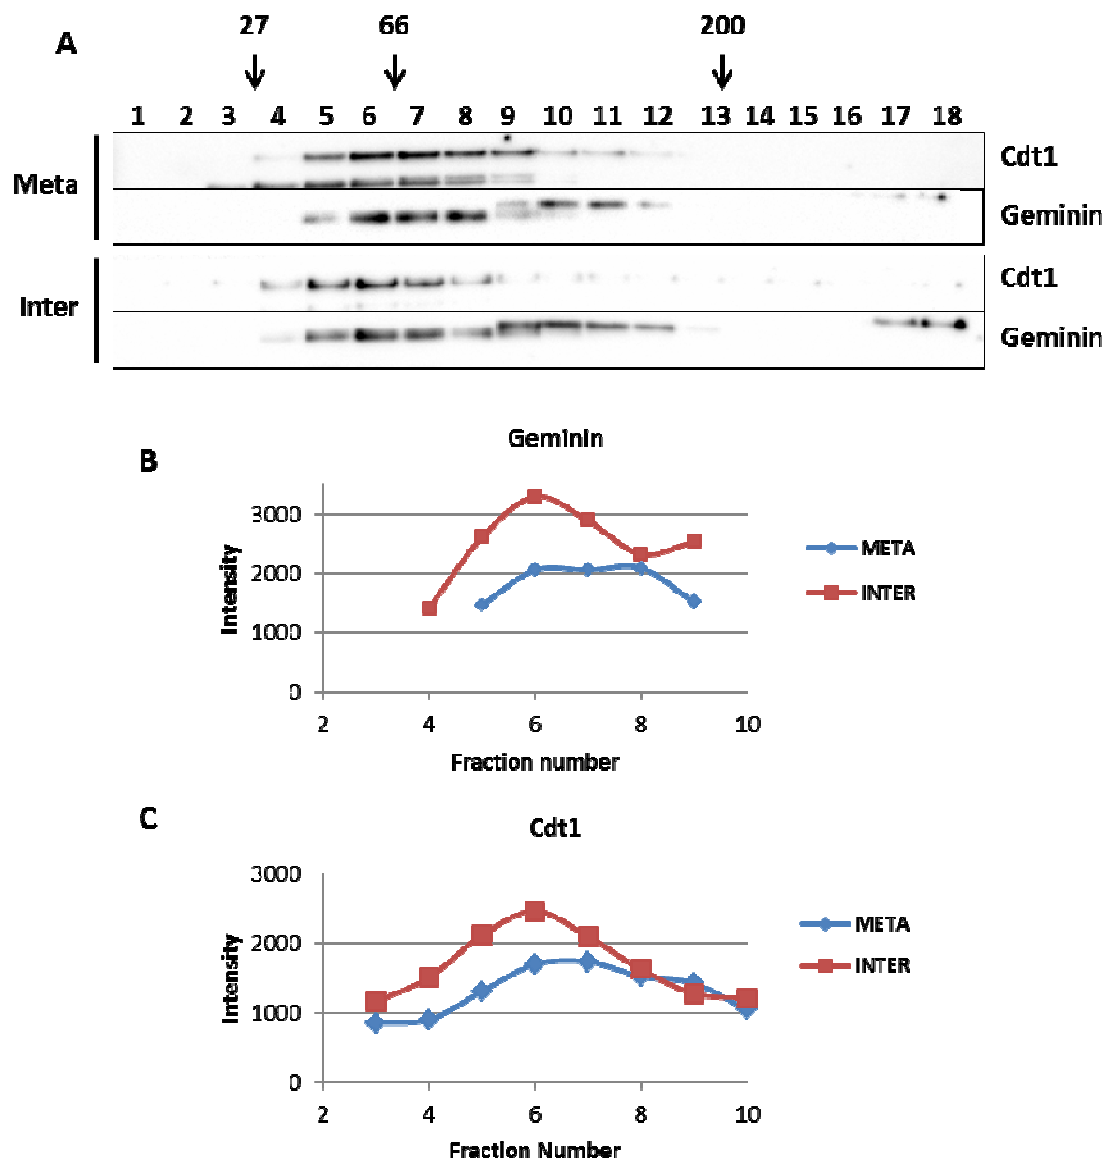 27 66 200
A
1 2 3 4 5 6 7 8 9 10 11 12 13 14 15 16 17 18
Meta
Cdt1
Geminin
Inter
Cdt1
Geminin
B
Geminin
3000
2000
1000
0
Intensity
2 4 6 8 10
Fraction number
META
INTER
C
Cdt1
3000
2000
1000
0
Intensity
2 4 6 8 10
Fraction Number
META
INTER